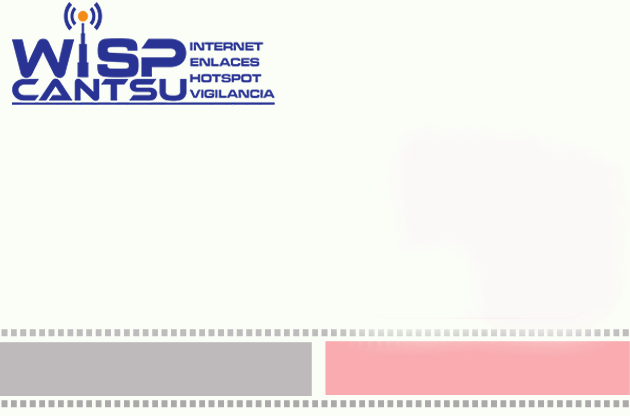 WISP
CANTSU
INTERNET
ENLACES
HOTSPOT
VIGILANCIA